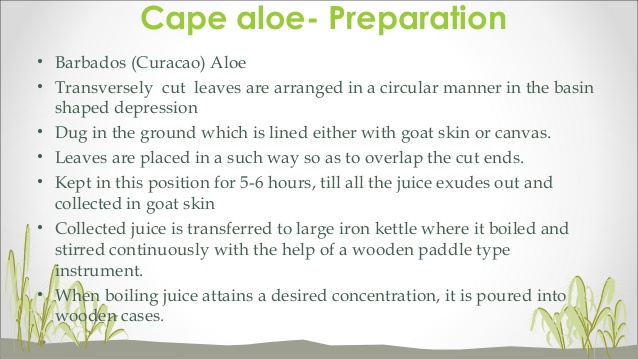 Cape aloe- Preparation
• Barbados (Curacao) Aloe
• Transversely cut leaves are arranged in a circular manner in the basin
shaped depression
• Dug in the ground which is lined either with goat skin or canvas.
• Leaves are placed in a such way so as to overlap the cut ends.
• Kept in this position for 5-6 hours, till all the juice exudes out and
collected in goat skin
• Collected juice is transferred to large iron kettle where it boiled and
stirred continuously with the help of a wooden paddle type
instrument.
• When boiling juice attains a desired concentration, it is poured into
wooden cases.